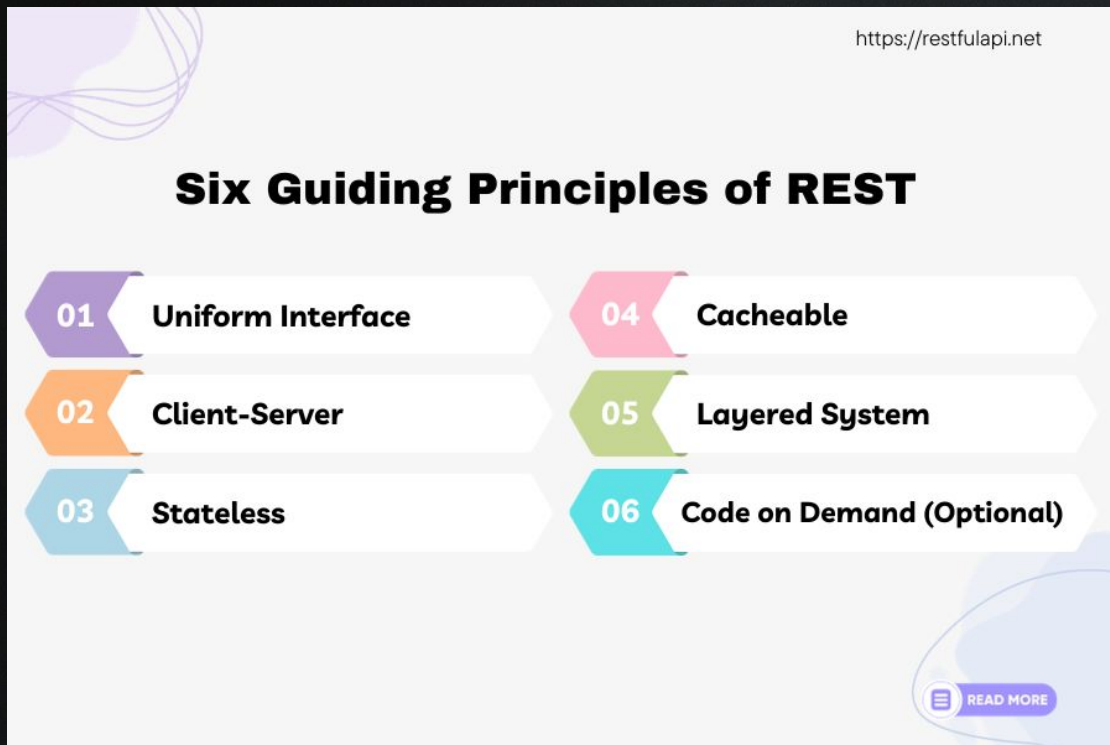 https://restfulapi.net
Six Guiding Principles of REST
01 Uniform Interface
02 Client-Server
03 Stateless
04 Cacheable
05 Layered System
06 Code on Demand (Optional)
READ MORE